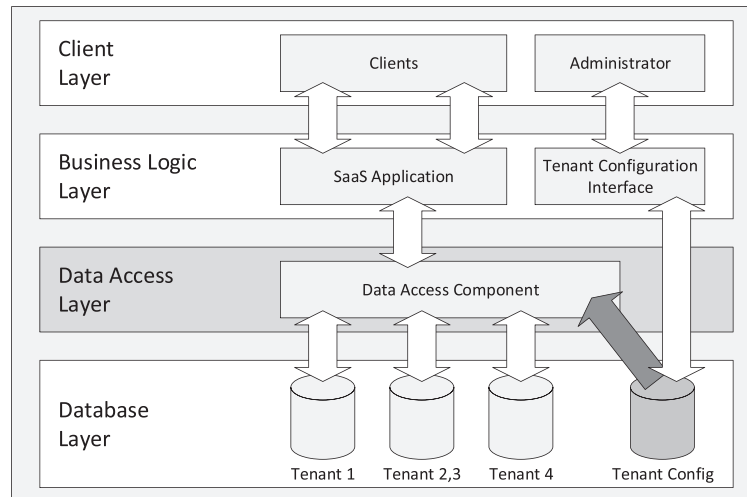 Client
Layer
Clients
Administrator
Business Logic
Layer
SaaS Application
Tenant Configuration
Interface
Data Access
Layer
Data Access Component
Database
Layer
Tenant 1
Tenant 2,3
Tenant 4
Tenant Config